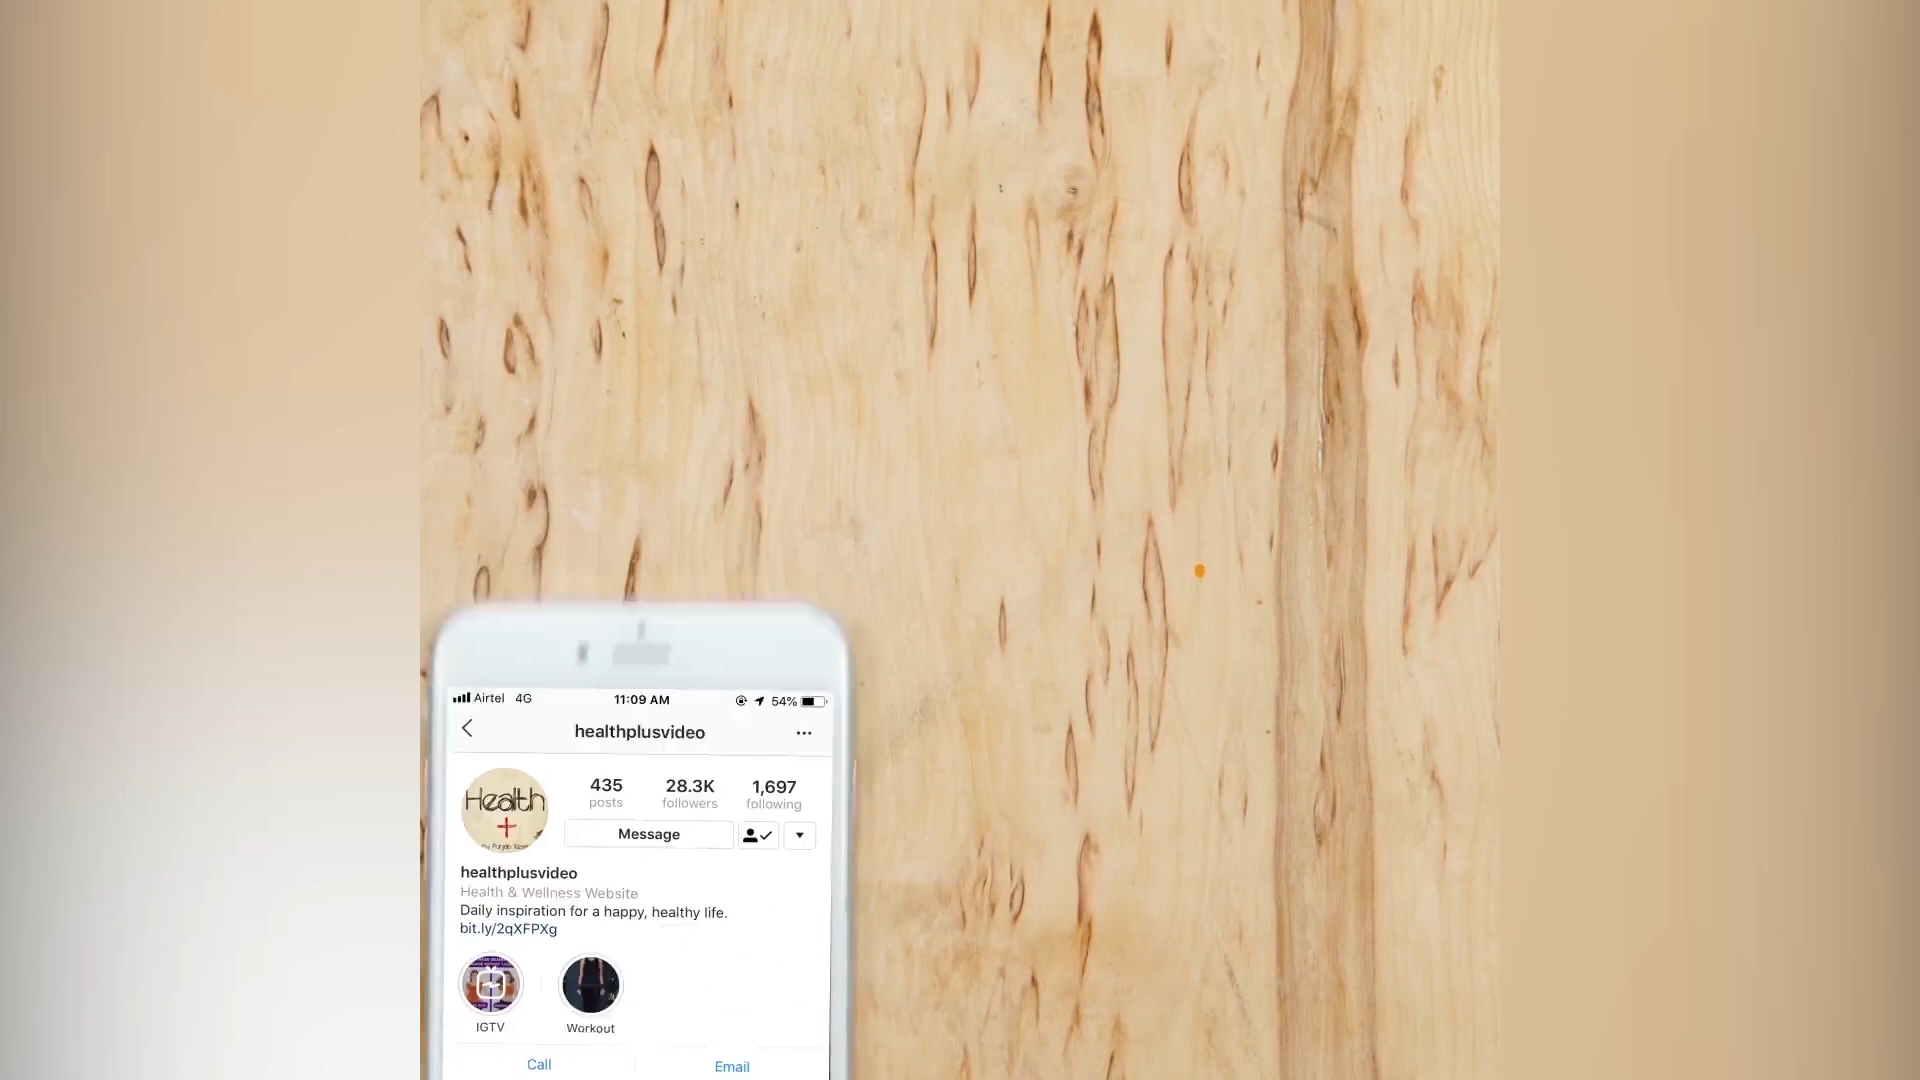 Airtel 4G 11:09 AM 54%
healthplusvideo
435 28.3K 1,697
posts followers following
Health
Message
healthplusvideo
Health & Wellness Website
Daily inspiration for a happy, healthy life.
bit.ly/2qXFPXg
IGTV Workout
Call Email